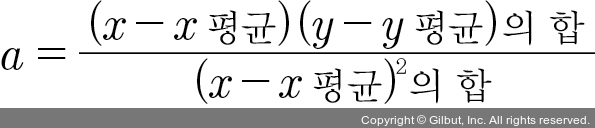 a = (x − x 평균)(y − y 평균)의 합
(x − x 평균)²의 합
Copyright © Gilbut, Inc. All rights reserved.